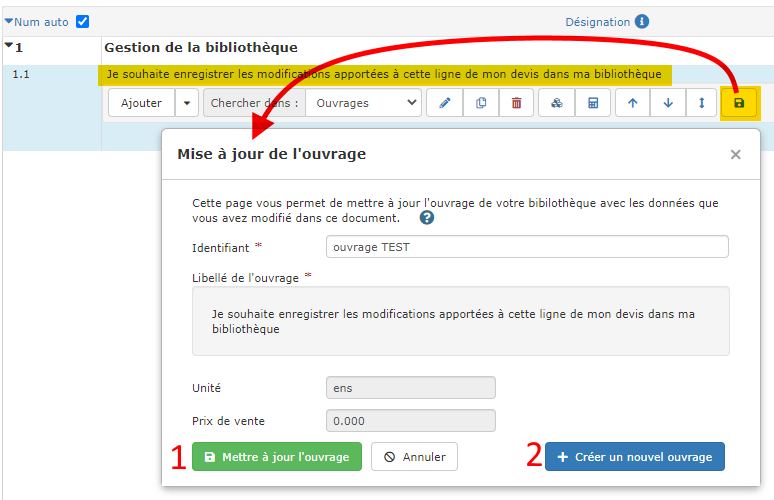 Num auto Désignation
1 Gestion de la bibliothèque
1.1 Je souhaite enregistrer les modifications apportées à cette ligne de mon devis dans ma bibliothèque
Ajouter Chercher dans : Ouvrages
Mise à jour de l'ouvrage ×
Cette page vous permet de mettre à jour l'ouvrage de votre bibilothèque avec les données que
vous avez modifié dans ce document. ?
Identifiant * ouvrage TEST
Libellé de l'ouvrage *
Je souhaite enregistrer les modifications apportées à cette ligne de mon devis dans ma
bibliothèque
Unité ens
Prix de vente 0.000
1 Mettre à jour l'ouvrage Annuler 2 + Créer un nouvel ouvrage